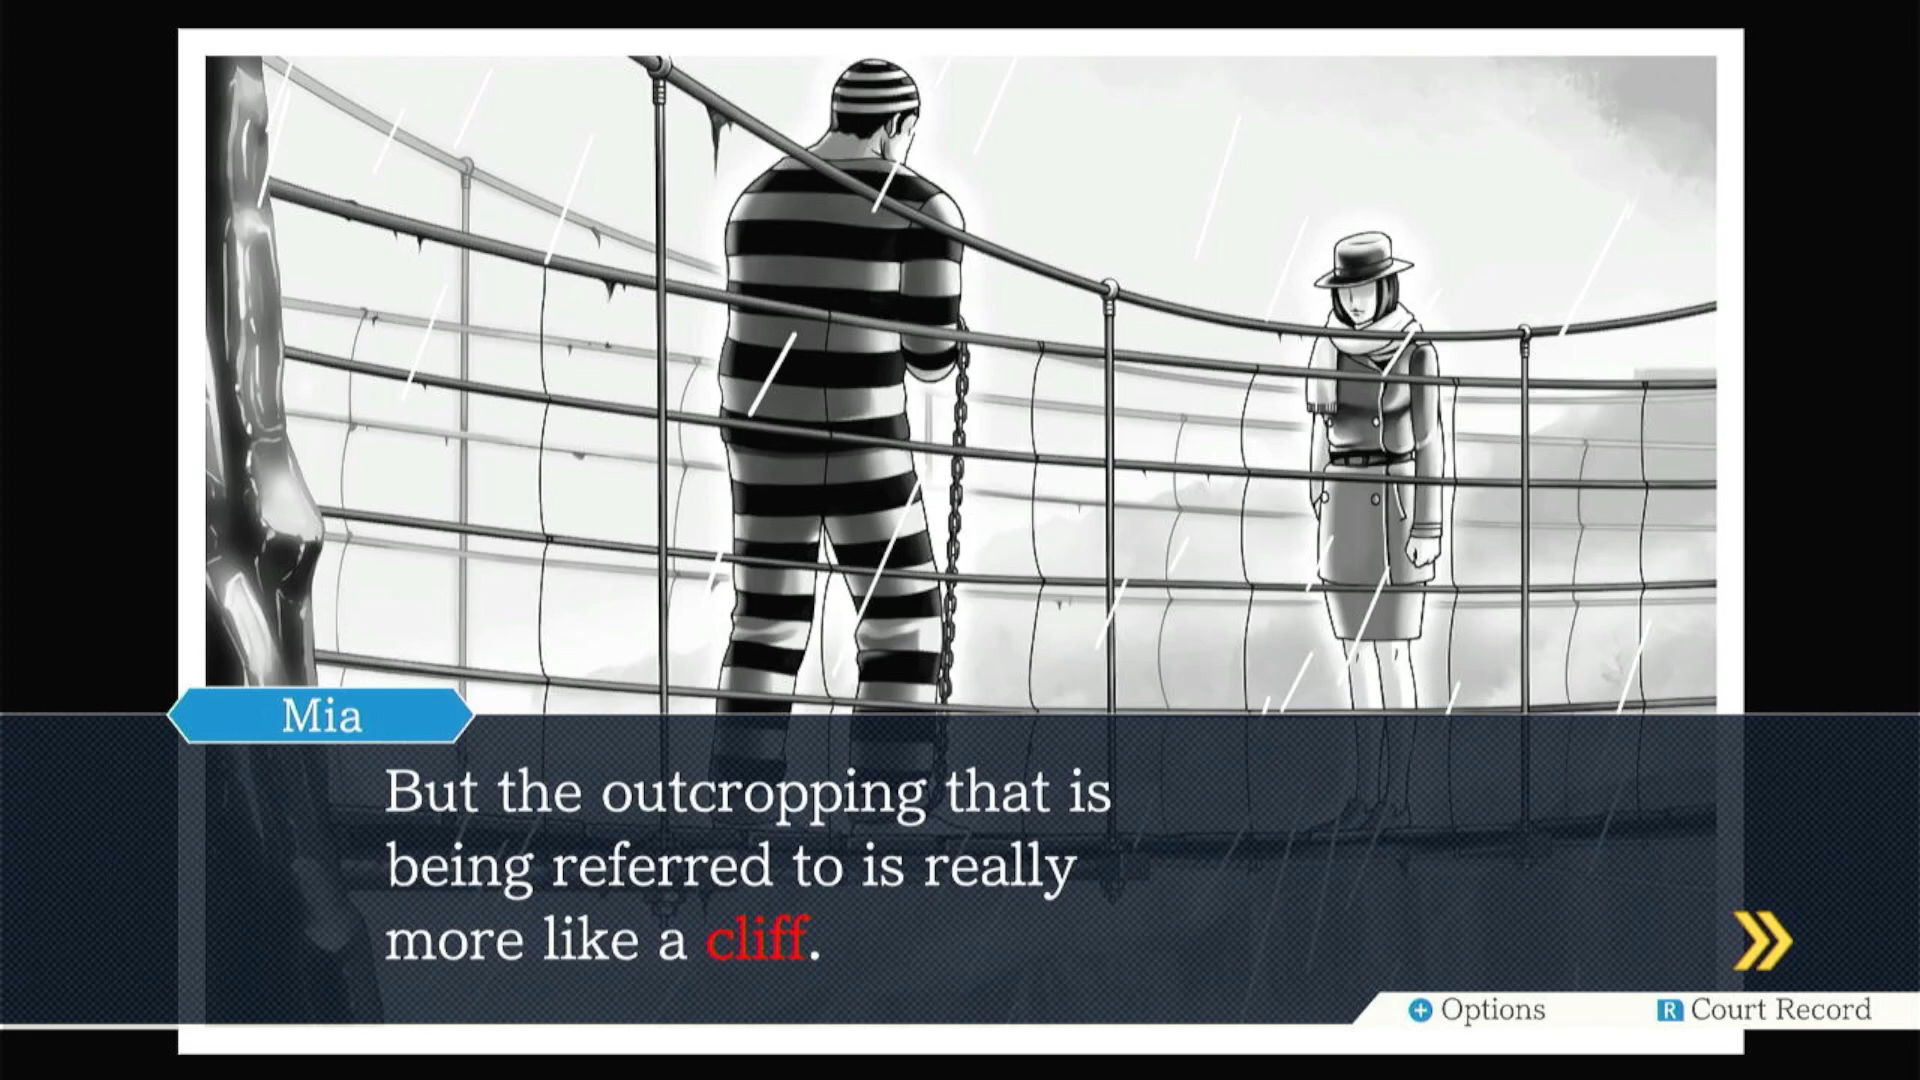 Mia
But the outcropping that is
being referred to is really
more like a cliff.
+ Options
R Court Record